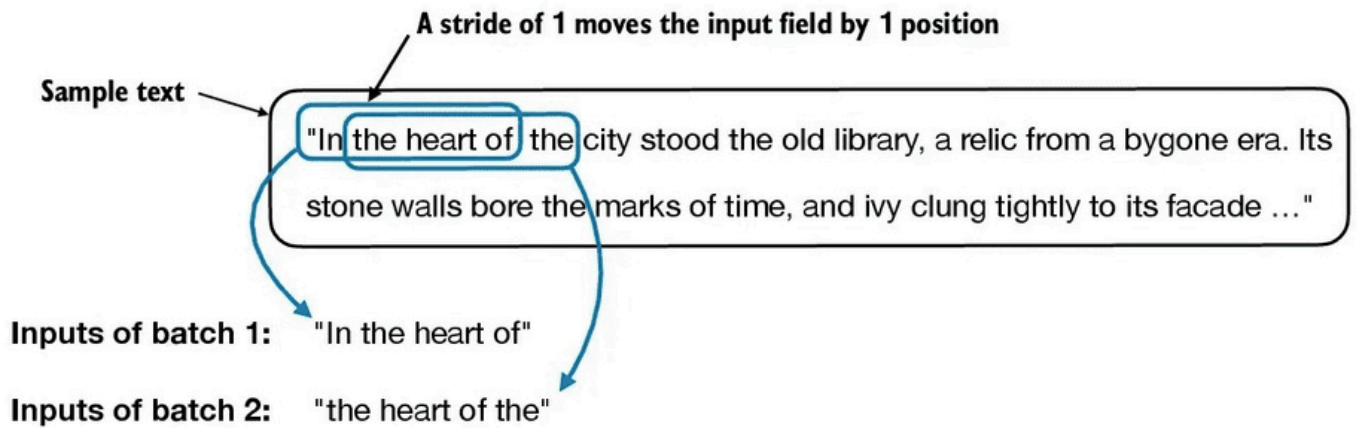 A stride of 1 moves the input field by 1 position
Sample text
"In the heart of the city stood the old library, a relic from a bygone era. Its
stone walls bore the marks of time, and ivy clung tightly to its facade ..."
Inputs of batch 1: "In the heart of"
Inputs of batch 2: "the heart of the"